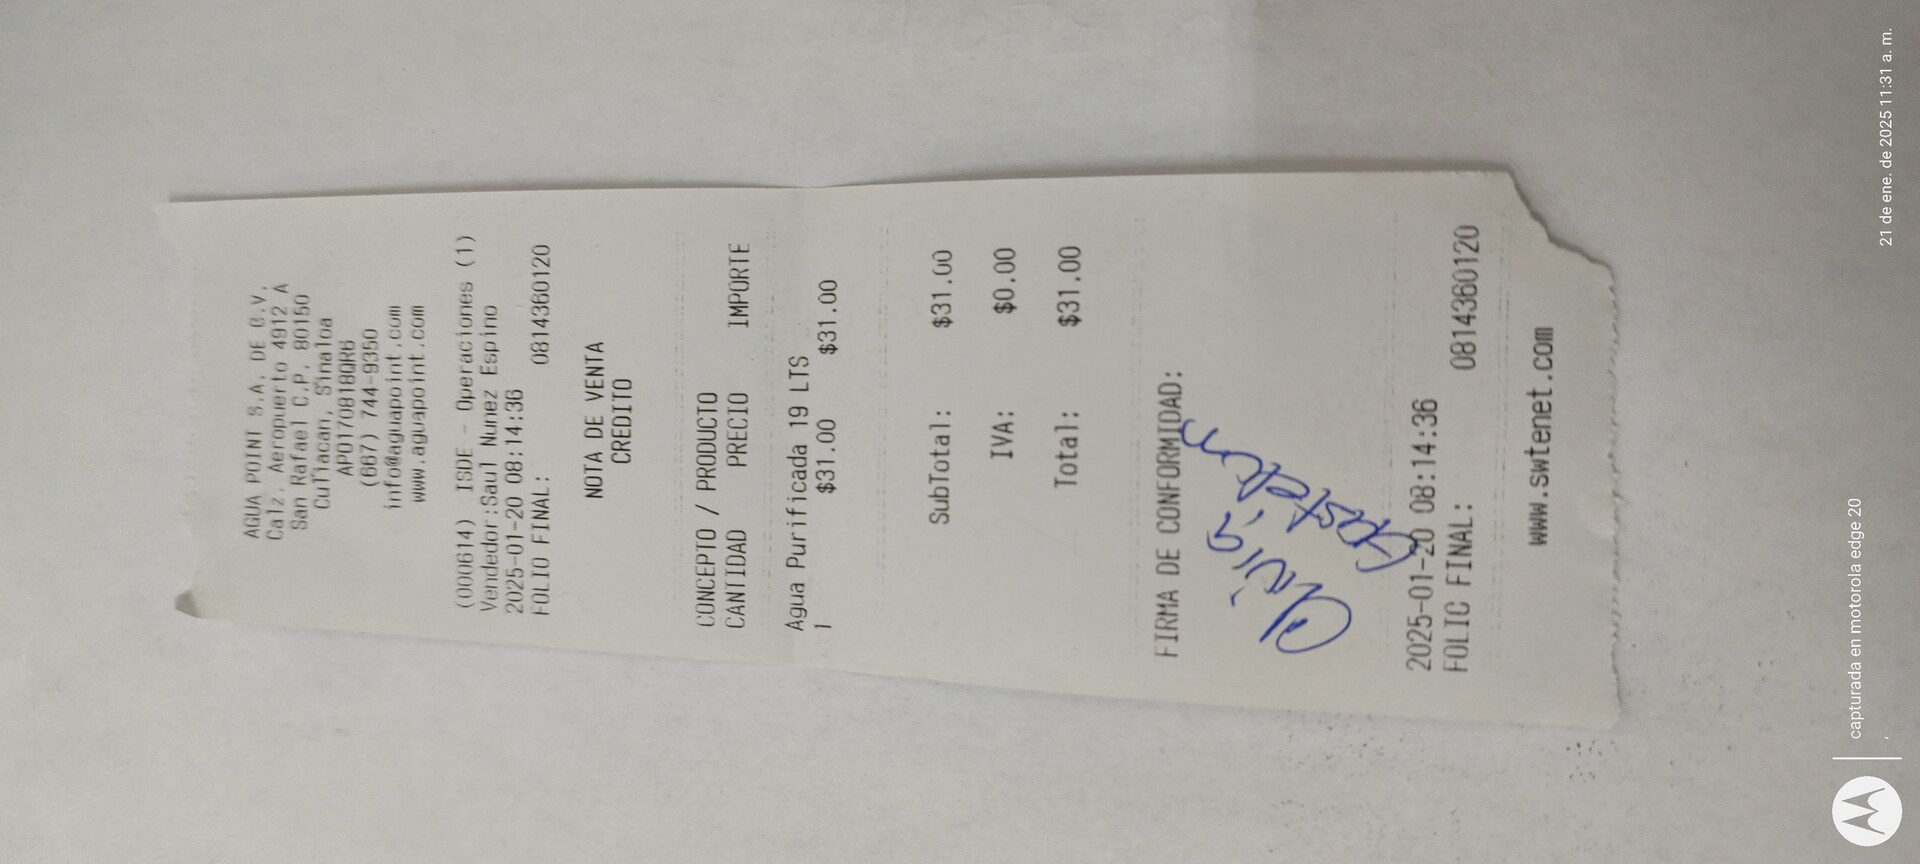 AGUA POINT S.A. DE C.V.
Calz. Aeropuerto 4912 A
San Rafael C.P. 80150
Culiacan, Sinaloa
APO170818QR6
(667) 744-9350
info@aguapoint.com
www.aguapoint.com
(000614) ISDE - Operaciones (1)
Vendedor:Saul Nunez Espino
2025-01-20 08:14:36
FOLIO FINAL: 0814360120
NOTA DE VENTA
CREDITO
CONCEPTO / PRODUCTO
CANTIDAD PRECIO IMPORTE
Agua Purificada 19 LTS
1 $31.00 $31.00
SubTotal: $31.00
IVA: $0.00
Total: $31.00
FIRMA DE CONFORMIDAD:
Olivia
2025-01-20 08:14:36
FOLIO FINAL: 0814360120
www.swtenet.com
capturada en motorola edge 20
21 de ene. de 2025 11:31 a. m.